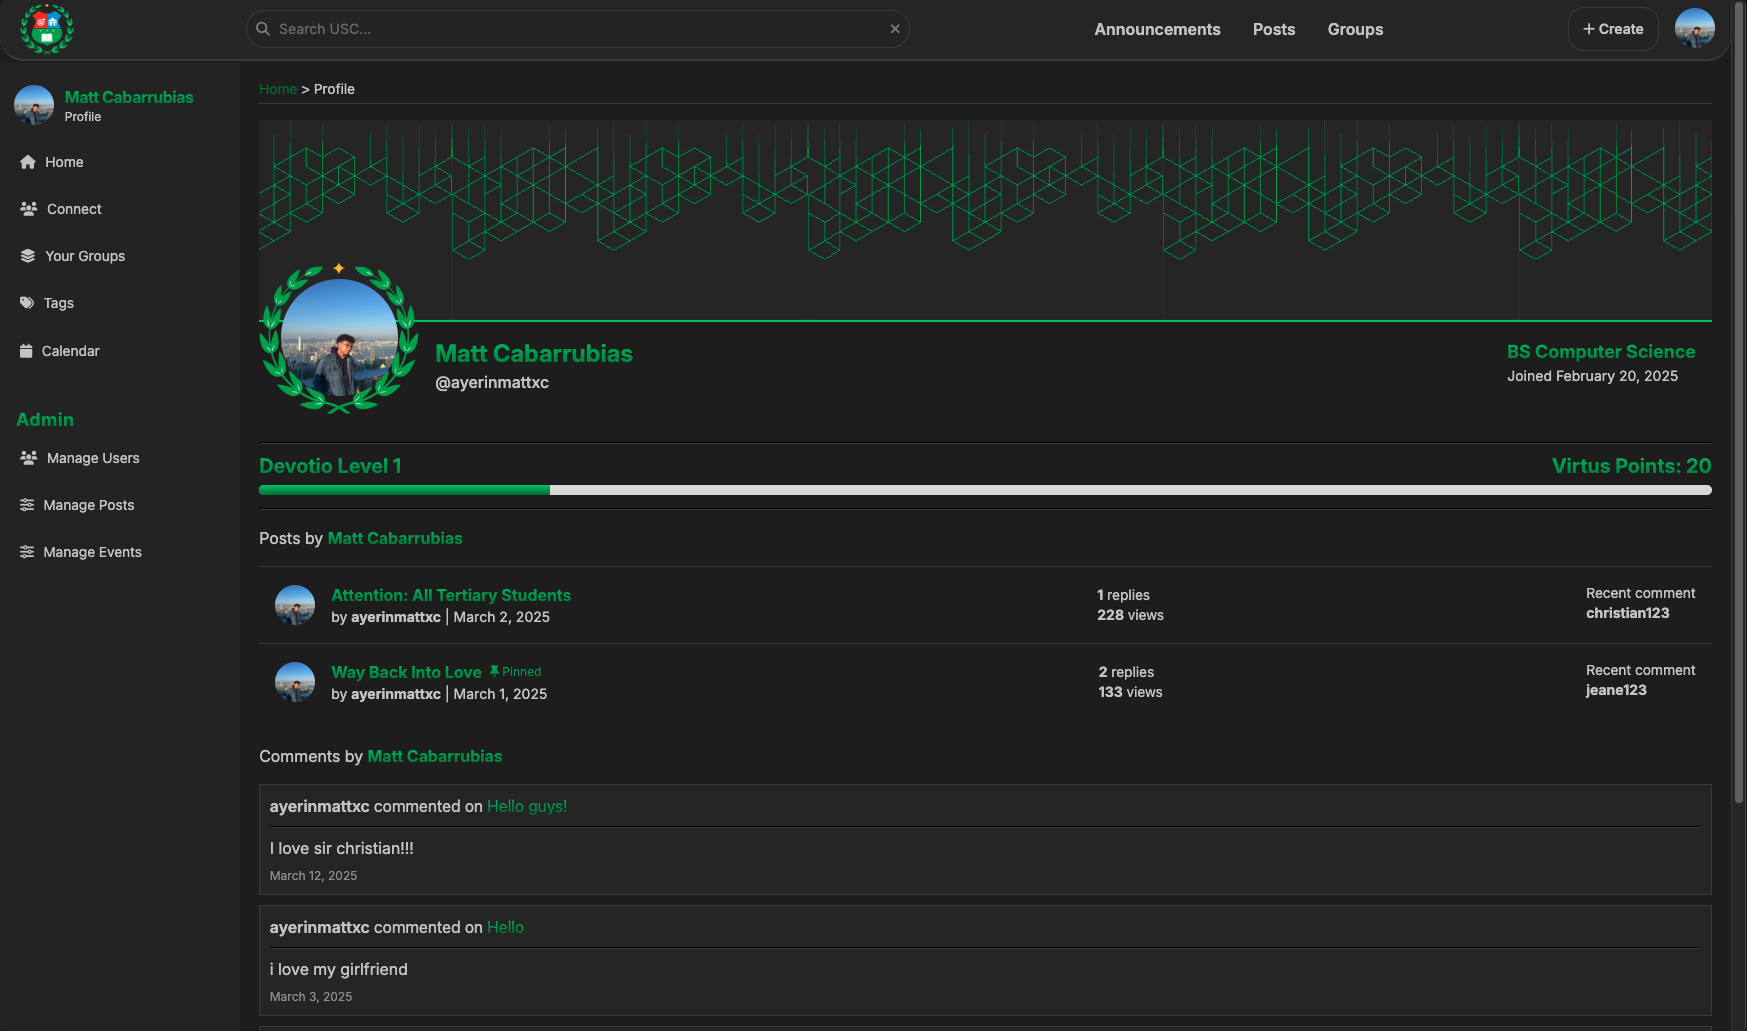 Search USC...
Announcements
Posts
Groups
+ Create
Matt Cabarrubias
Profile
Home
Connect
Your Groups
Tags
Calendar
Admin
Manage Users
Manage Posts
Manage Events
Home > Profile
Matt Cabarrubias
@ayerinmattxc
BS Computer Science
Joined February 20, 2025
Devotio Level 1
Virtus Points: 20
Posts by Matt Cabarrubias
Attention: All Tertiary Students
by ayerinmattxc | March 2, 2025
1 replies
228 views
Recent comment
christian123
Way Back Into Love Pinned
by ayerinmattxc | March 1, 2025
2 replies
133 views
Recent comment
jeane123
Comments by Matt Cabarrubias
ayerinmattxc commented on Hello guys!
I love sir christian!!!
March 12, 2025
ayerinmattxc commented on Hello
i love my girlfriend
March 3, 2025